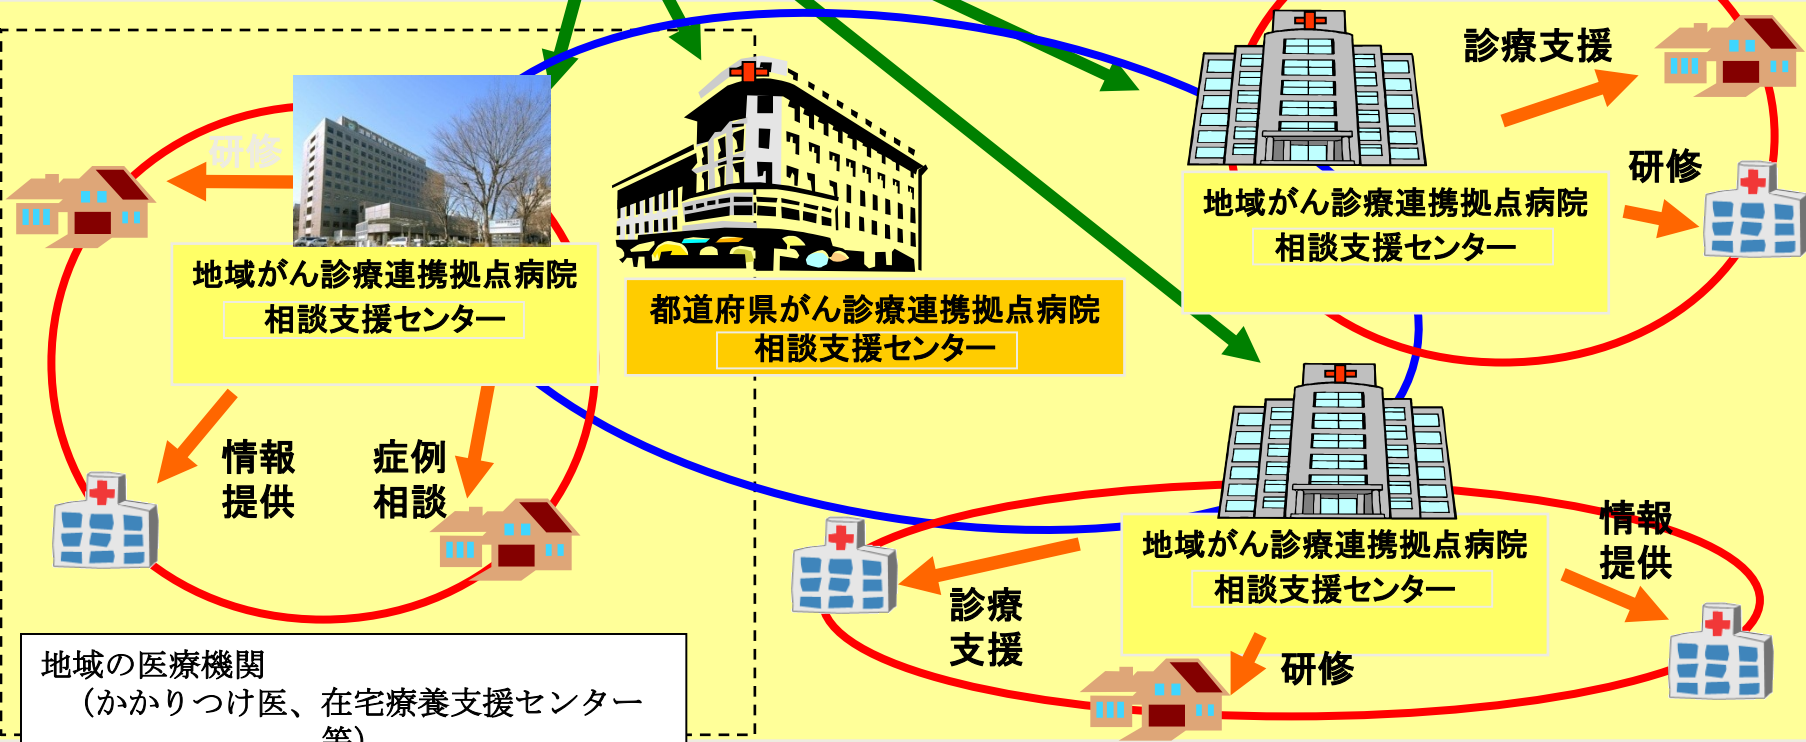 診療支援
研修
研修
地域がん診療連携拠点病院
相談支援センター
地域がん診療連携拠点病院
相談支援センター
都道府県がん診療連携拠点病院
相談支援センター
情報
提供
症例
相談
情報
提供
地域がん診療連携拠点病院
相談支援センター
診療
支援
研修
地域の医療機関
（かかりつけ医、在宅療養支援センター
等）